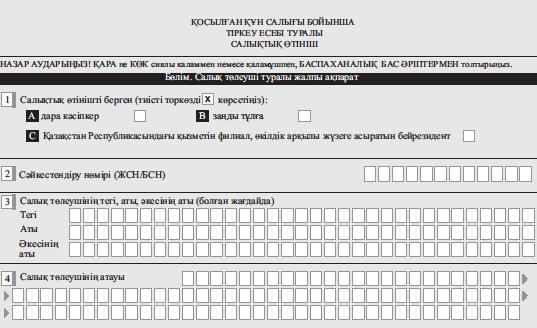 ҚОСЫЛҒАН ҚҰН САЛЫҒЫ БОЙЫНША
ТІРКЕУ ЕСЕБІ ТУРАЛЫ
САЛЫҚТЫҚ ӨТІНІШ
НАЗАР АУДАРЫҢЫЗ! ҚАРА не КӨК сиялы каламмен немесе қаламұшпен, БАСПАХАНАЛЫҚ БАС ӘРІПТЕРМЕН толтырыңыз.
Бөлім. Салық төлеуші туралы жалпы ақпарат
1 Салықтық өтінішті берген (тиісті торкөзді X көрсетіңіз):
A дара кәсіпкер B заңды тұлға
C Қазақстан Республикасындағы қызметін филиал, өкілдік арқылы жүзеге асыратын бейрезидент
2 Сәйкестендіру нөмірі (ЖСН/БСН)
3 Салық төлеушінің тегі, аты, әкесінің аты (болған жағдайда)
Тегі
Аты
Әкесінің
аты
4 Салық төлеушінің атауы